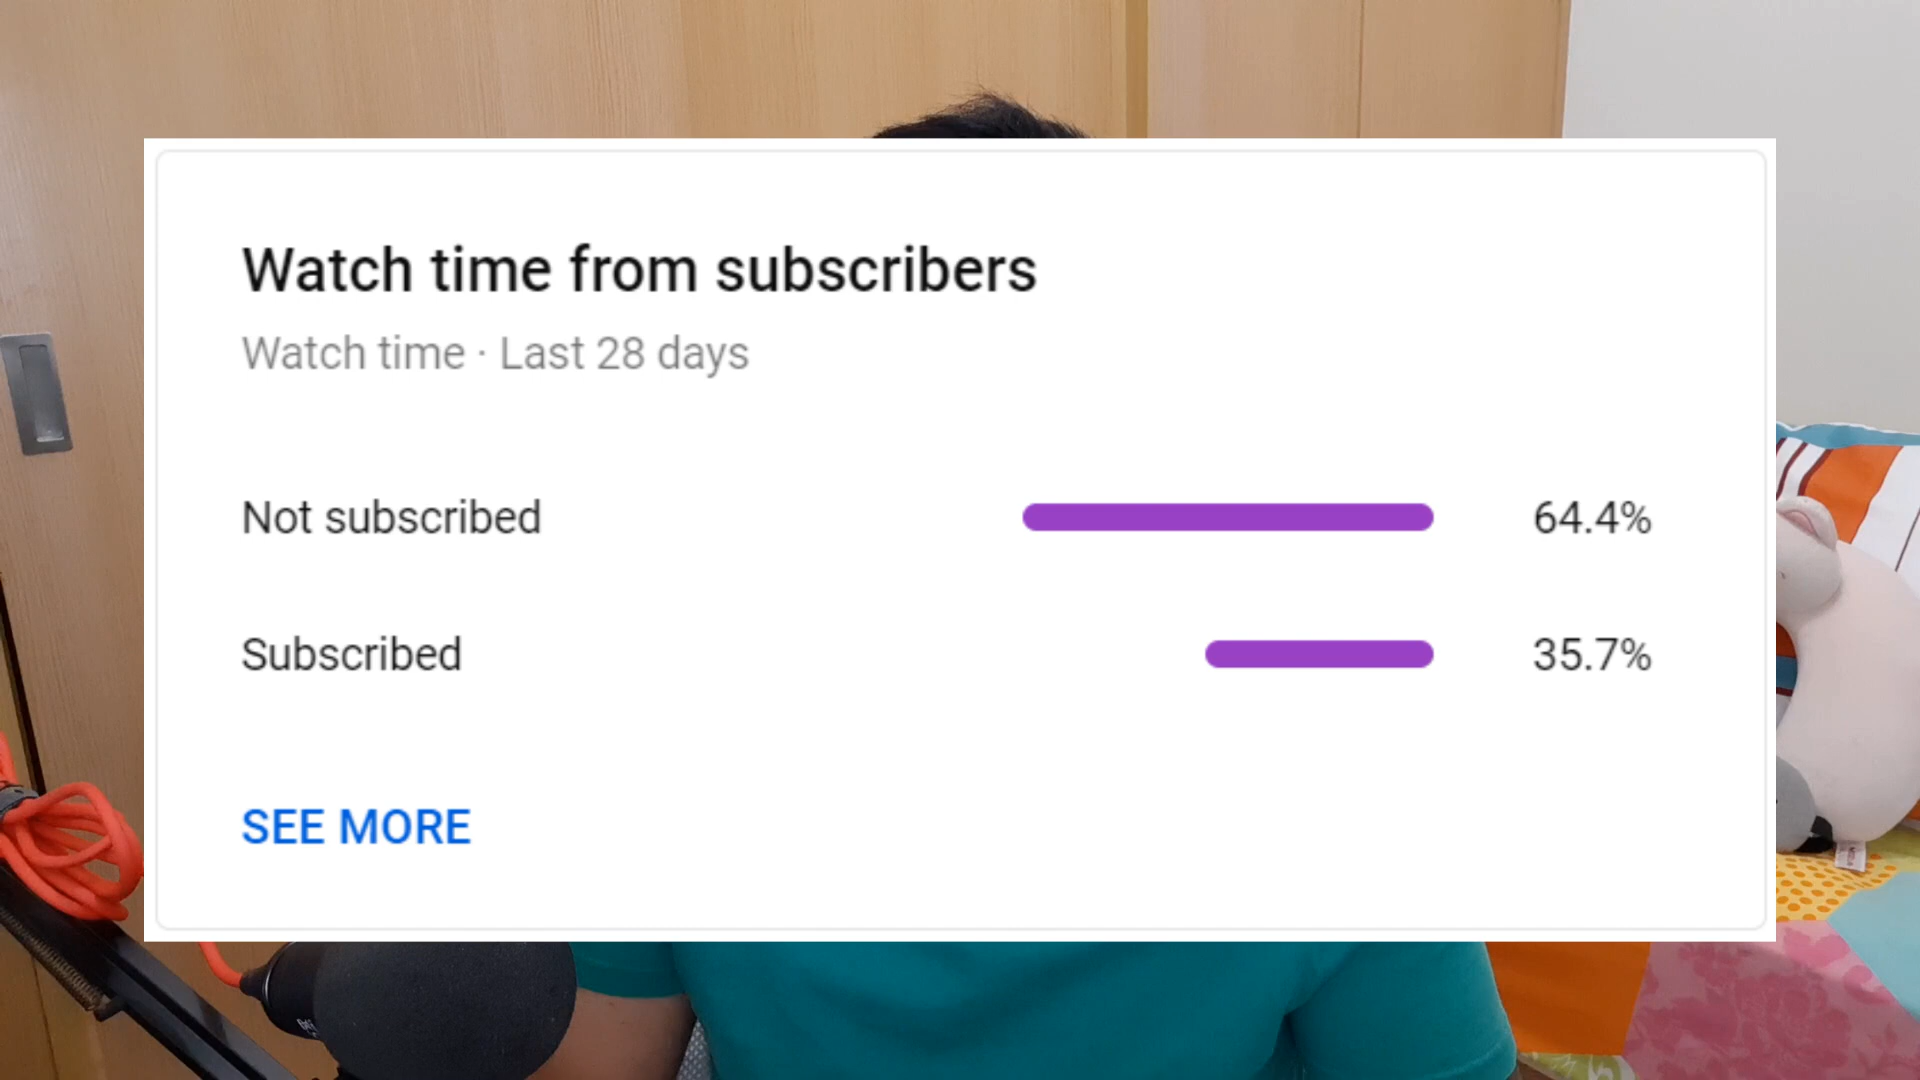 Watch time from subscribers
Watch time · Last 28 days
Not subscribed 64.4%
Subscribed 35.7%
SEE MORE